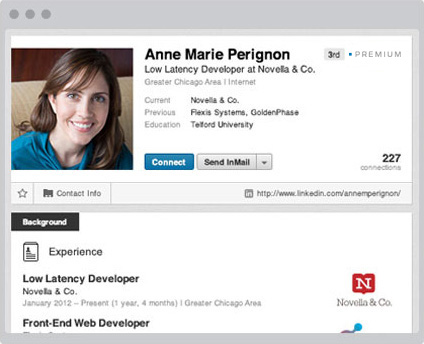 Anne Marie Perignon
3rd PREMIUM
Low Latency Developer at Novella & Co.
Greater Chicago Area | Internet
Current Novella & Co.
Previous Flexis Systems, GoldenPhase
Education Telford University
Connect Send InMail
227
connections
Contact Info
http://www.linkedin.com/annemperignon/
Background
Experience
Low Latency Developer
Novella & Co.
January 2012 – Present (1 year, 4 months) | Greater Chicago Area
N
Novella & Co.
Front-End Web Developer